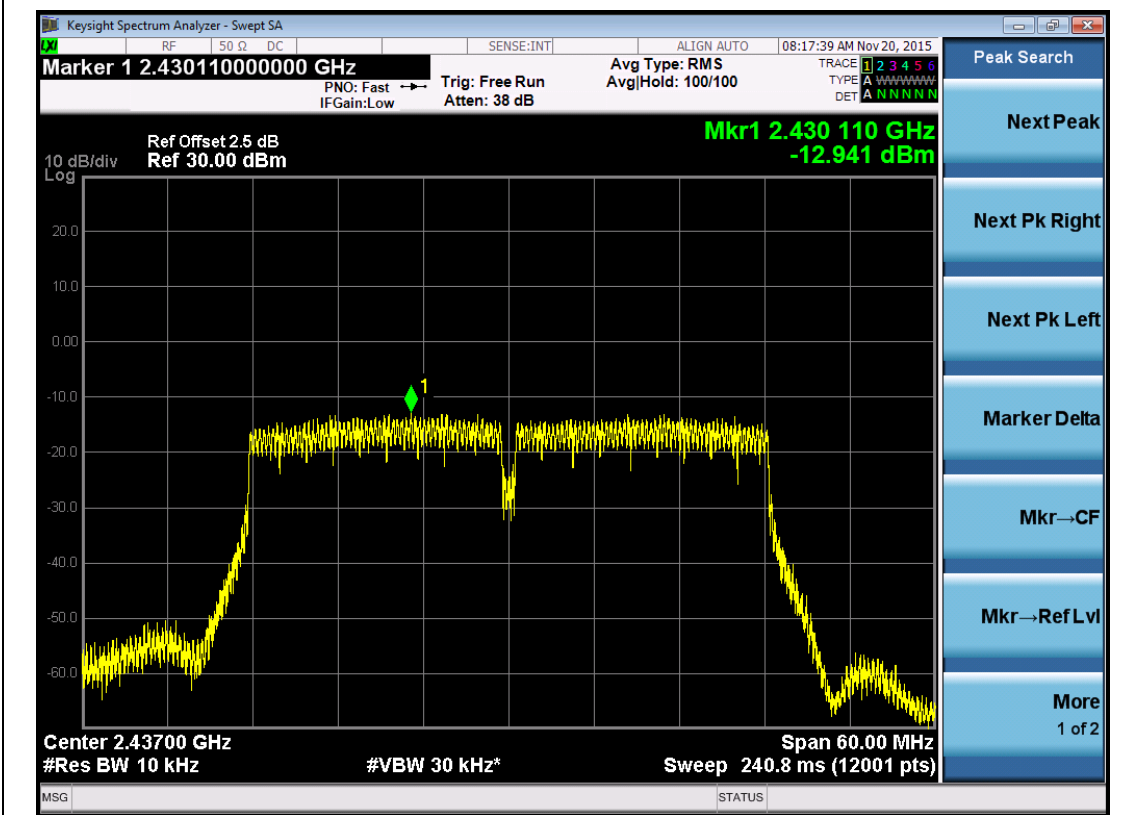 Keysight Spectrum Analyzer - Swept SA
LXI RF 50 Ω DC SENSE:INT ALIGN AUTO 08:17:39 AM Nov 20, 2015
Marker 1 2.430110000000 GHz
PNO: Fast
IFGain:Low
Trig: Free Run
Atten: 38 dB
Avg Type: RMS
Avg|Hold: 100/100
TRACE 1 2 3 4 5 6
TYPE A WWWWW
DET A N N N N N
Ref Offset 2.5 dB
10 dB/div Ref 30.00 dBm
Log
Mkr1 2.430 110 GHz
-12.941 dBm
20.0
10.0
0.00
-10.0
-20.0
-30.0
-40.0
-50.0
-60.0
1
Center 2.43700 GHz Span 60.00 MHz
#Res BW 10 kHz #VBW 30 kHz* Sweep 240.8 ms (12001 pts)
MSG STATUS
Peak Search
Next Peak
Next Pk Right
Next Pk Left
Marker Delta
Mkr→CF
Mkr→Ref Lvl
More
1 of 2